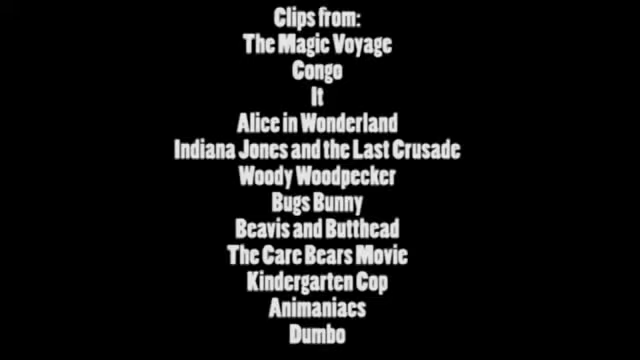 Clips from:
The Magic Voyage
Congo
It
Alice in Wonderland
Indiana Jones and the Last Crusade
Woody Woodpecker
Bugs Bunny
Beavis and Butthead
The Care Bears Movie
Kindergarten Cop
Animaniacs
Dumbo